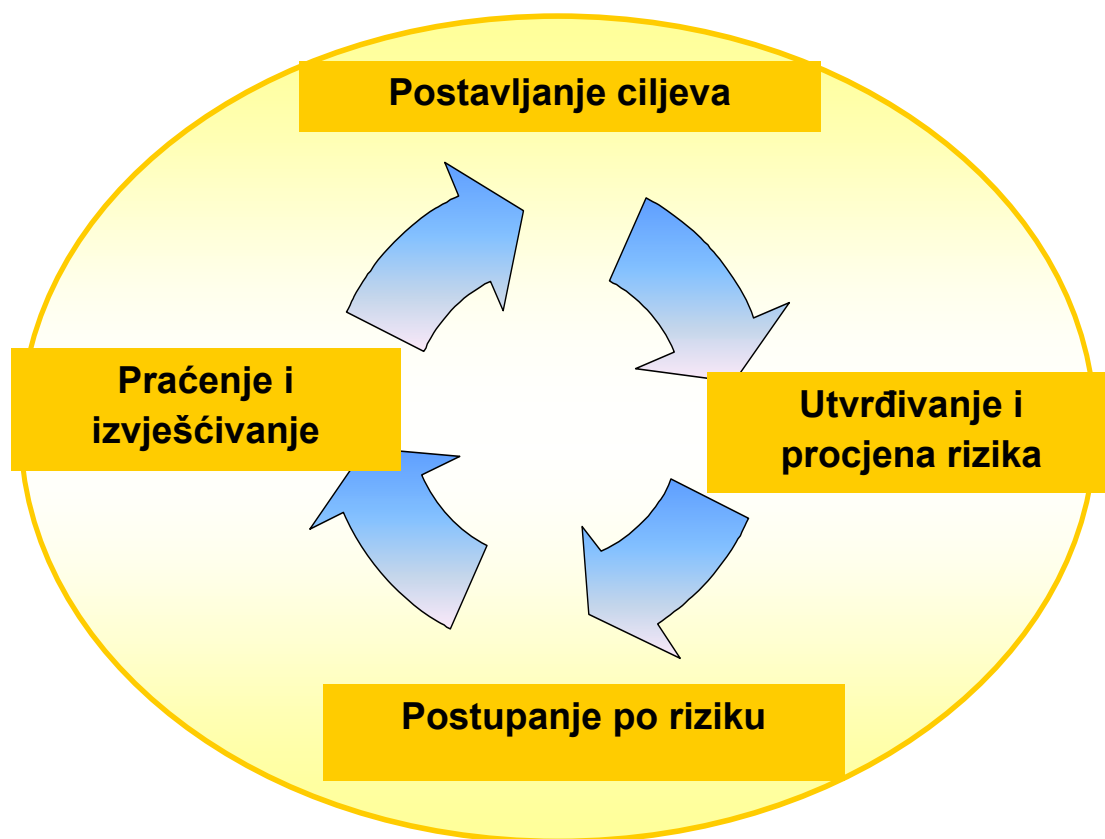 Postavljanje ciljeva
Praćenje i
izvješćivanje
Utvrđivanje i
procjena rizika
Postupanje po riziku